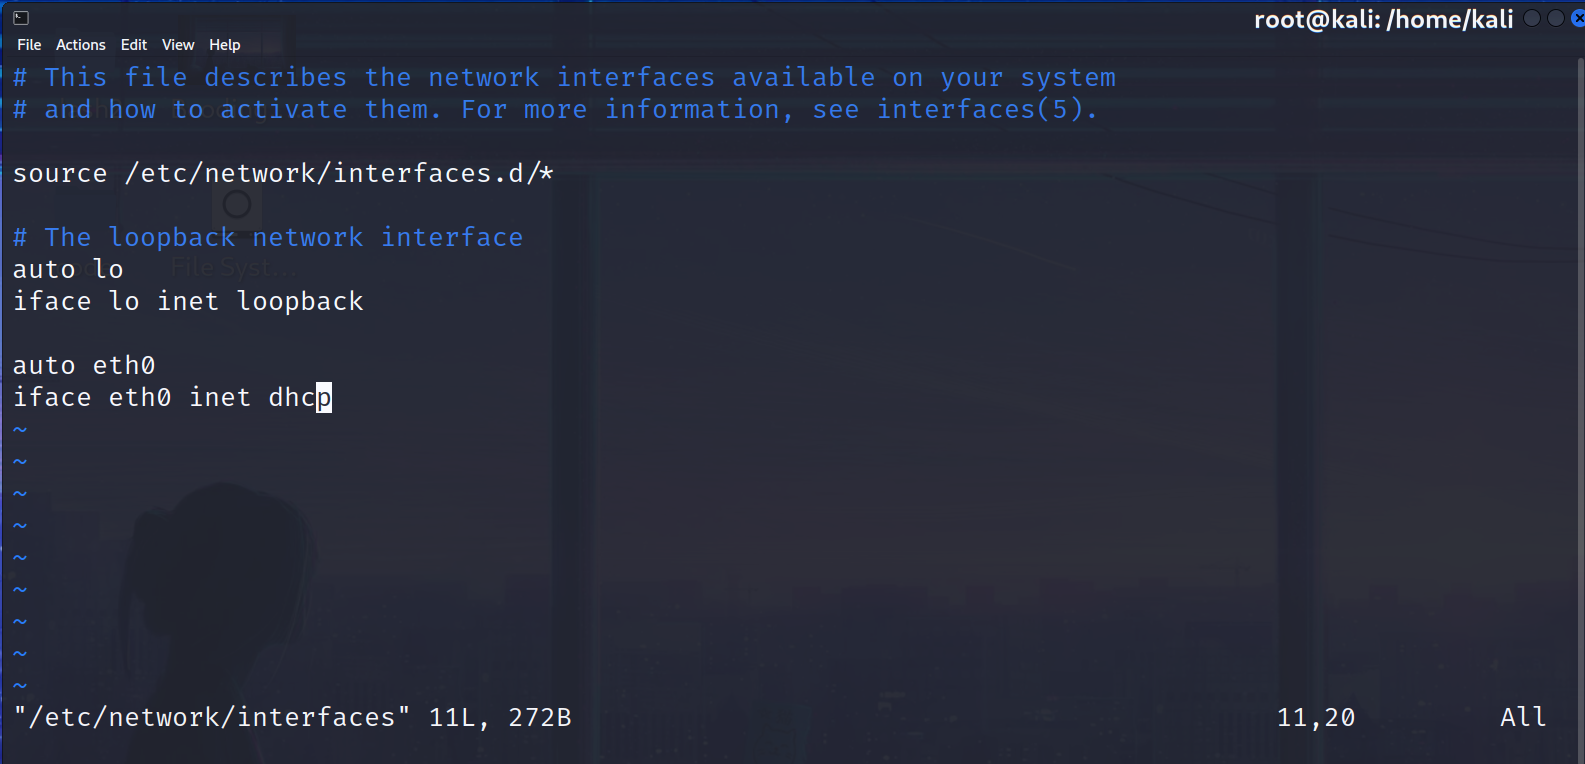 root@kali: /home/kali
File Actions Edit View Help
# This file describes the network interfaces available on your system
# and how to activate them. For more information, see interfaces(5).
source /etc/network/interfaces.d/*
# The loopback network interface
auto lo
File Syst...
iface lo inet loopback
auto eth0
iface eth0 inet dhcp
~
~
~
~
~
~
~
~
~
"/etc/network/interfaces" 11L, 272B 11,20 All